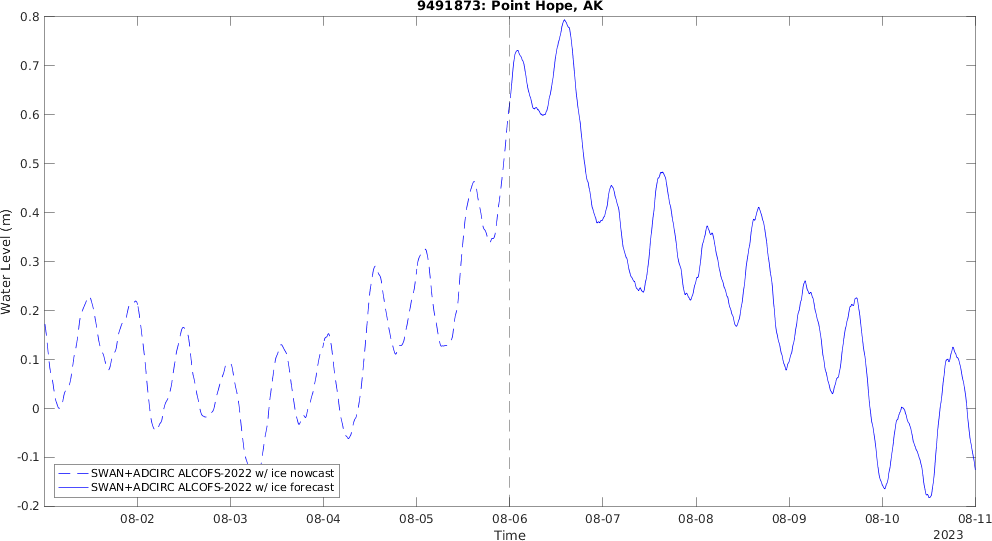 9491873: Point Hope, AK
Water Level (m)
0.8
0.7
0.6
0.5
0.4
0.3
0.2
0.1
0
-0.1
-0.2
SWAN+ADCIRC ALCOFS-2022 w/ ice nowcast
SWAN+ADCIRC ALCOFS-2022 w/ ice forecast
08-02 08-03 08-04 08-05 08-06 08-07 08-08 08-09 08-10 08-11
Time
2023